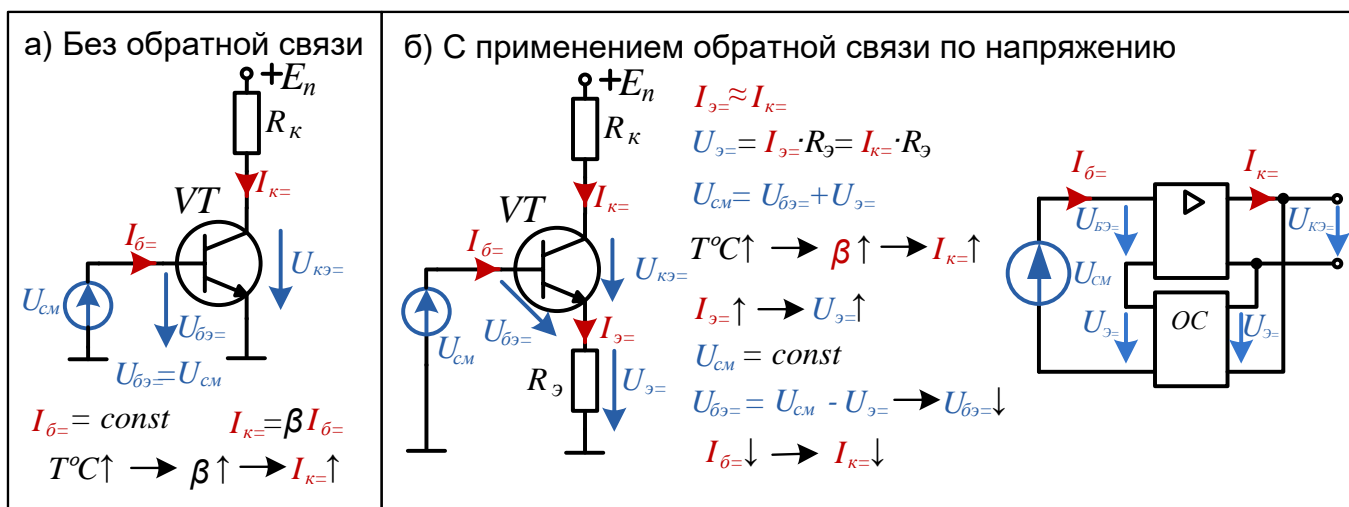 а) Без обратной связи
+Eп
Rк
Iк=
VT
Iб=
Uкэ=
Uсм
Uбэ=
Uбэ=Uсм
Iб= = const
Iк==βIб=
T°C↑ → β↑ → Iк=↑
б) С применением обратной связи по напряжению
+Eп
Rк
Iк=
VT
Iб=
Uкэ=
Uбэ=
Uсм
Iэ=
Rэ
Uэ=
Iэ=≈Iк=
Uэ== Iэ=·Rэ= Iк=·Rэ
Uсм= Uбэ=+Uэ=
T°C↑ → β↑ → Iк=↑
Iэ=↑ → Uэ=↑
Uсм = const
Uбэ= = Uсм - Uэ= → Uбэ=↓
Iб=↓ → Iк=↓
Iб=
Iк=
UБЭ=
UКЭ=
Uсм
UЭ=
ОС
UЭ=